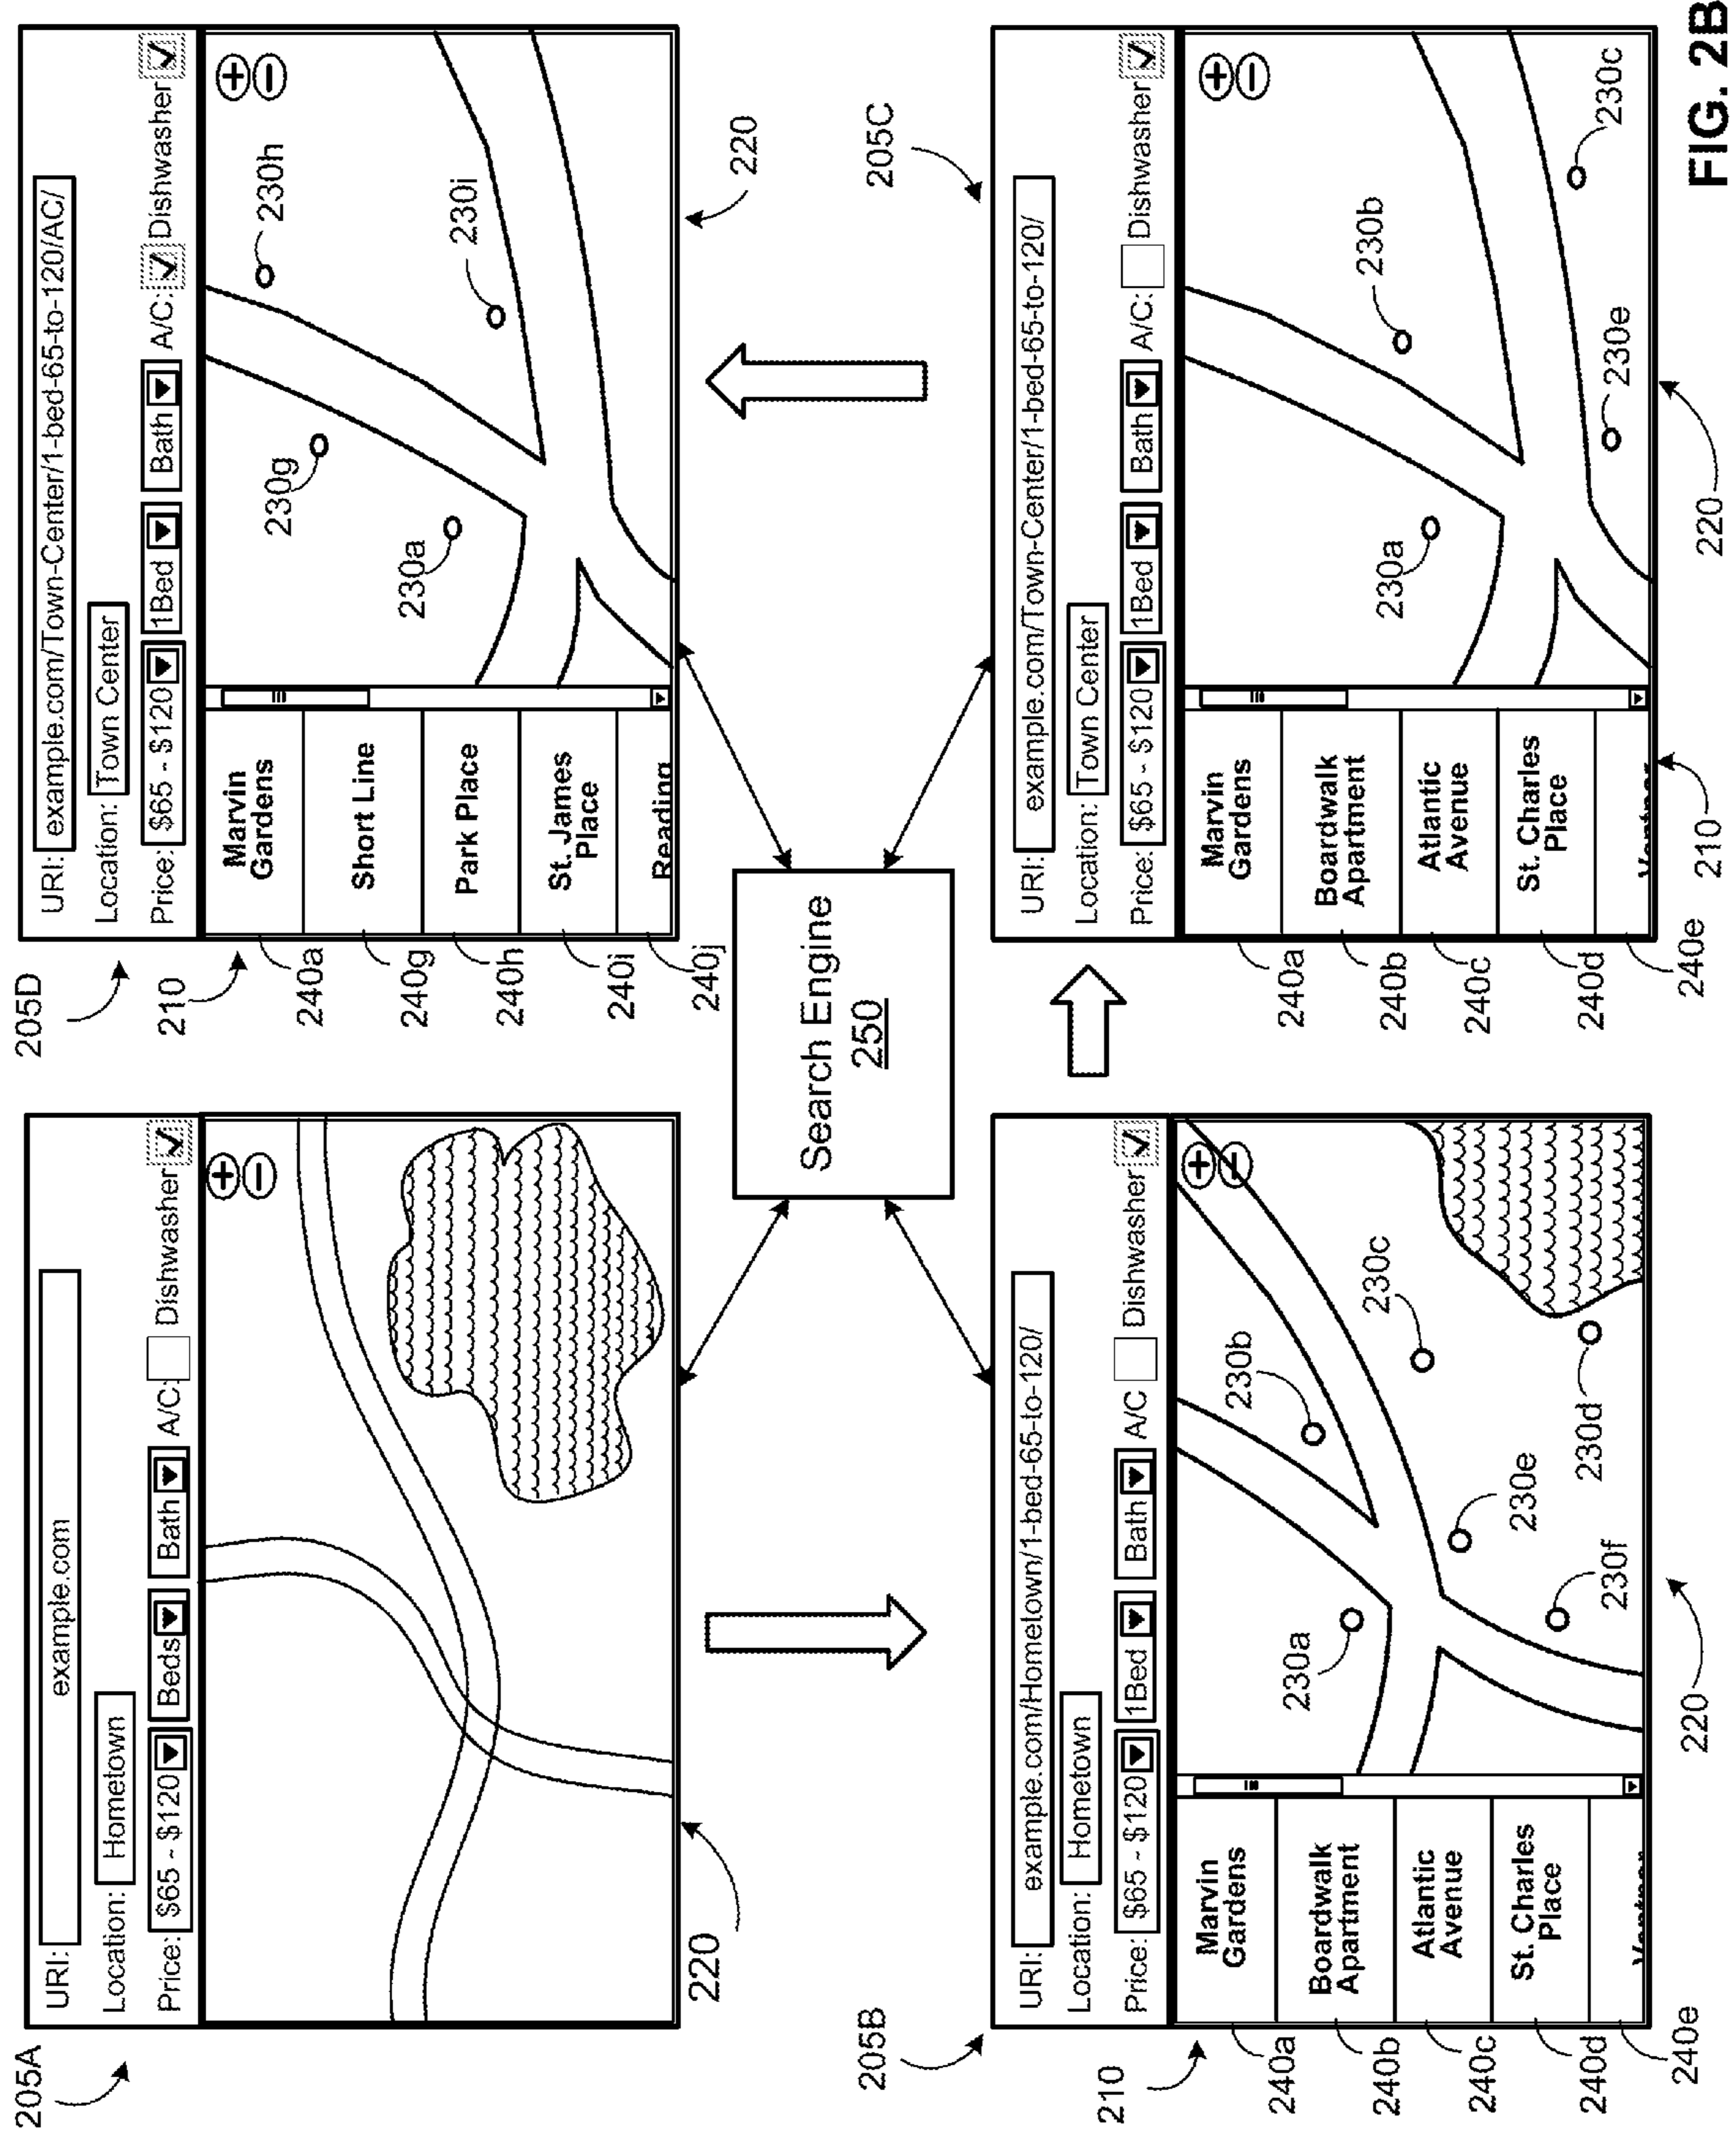 205A
URI: example.com
Location: Hometown
Price: $65 - $120 Beds Bath A/C: Dishwasher
220
205D
URI: example.com/Town-Center/1-bed-65-to-120/AC/
Location: Town Center
Price: $65 - $120 1Bed Bath A/C: Dishwasher
210
240a
Marvin
Gardens
240g
Short Line
240h
Park Place
240i
St. James
Place
240j
Reading
230g
230h
230a
230i
220
Search Engine
250
205B
URI: example.com/Hometown/1-bed-65-to-120/
Location: Hometown
Price: $65 - $120 1Bed Bath A/C Dishwasher
210
240a
Marvin
Gardens
240b
Boardwalk
Apartment
240c
Atlantic
Avenue
240d
St. Charles
Place
240e
230a
230b
230c
230e
230d
230f
220
205C
URI: example.com/Town-Center/1-bed-65-to-120/
Location: Town Center
Price: $65 - $120 1Bed Bath A/C: Dishwasher
240a
Marvin
Gardens
240b
Boardwalk
Apartment
240c
Atlantic
Avenue
240d
St. Charles
Place
240e
210
230a
230b
230e
230c
220
FIG. 2B